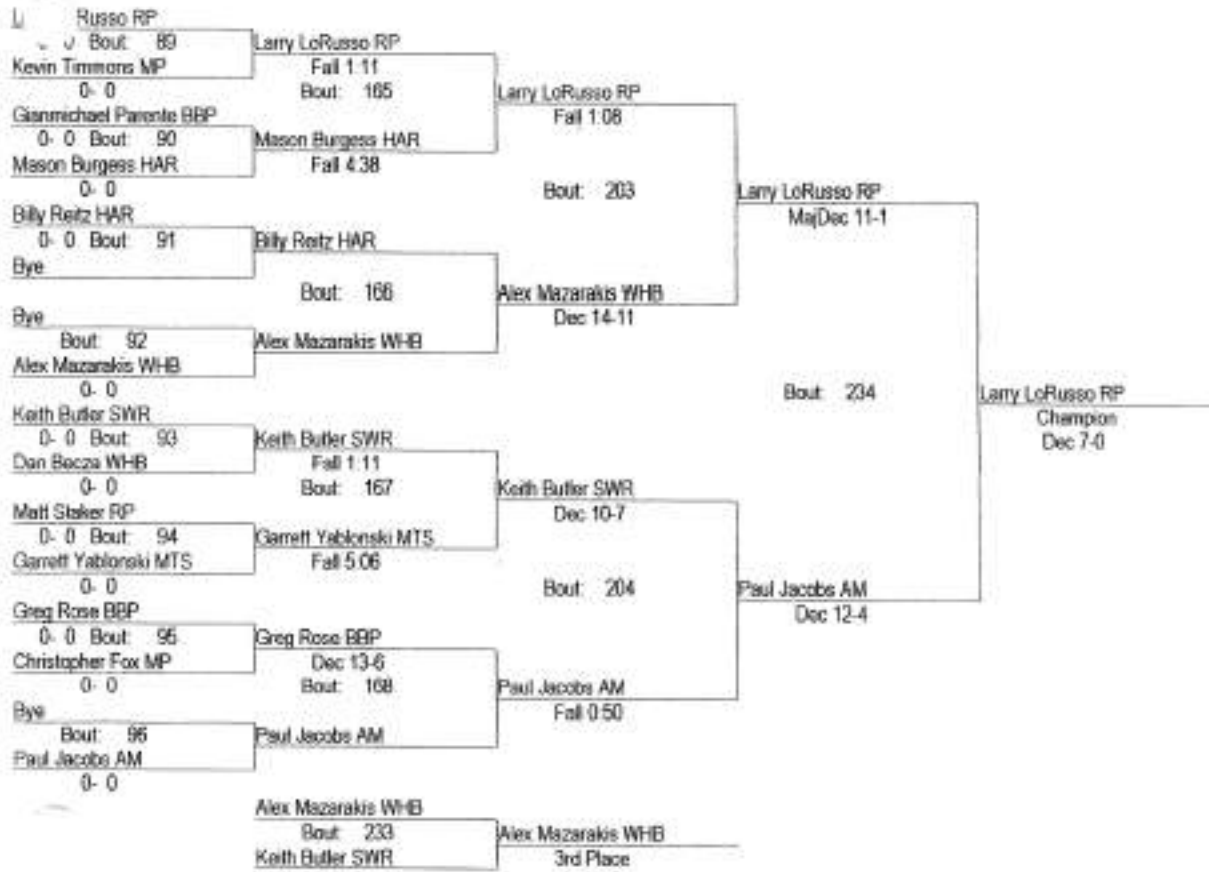 Russo RP
Bout: 89
Kevin Timmons MP
0- 0
Gianmichael Parente BBP
0- 0 Bout: 90
Mason Burgess HAR
0- 0
Billy Reitz HAR
0- 0 Bout: 91
Bye
Bye
Bout: 92
Alex Mazarakis WHB
0- 0
Keith Butler SWR
0- 0 Bout: 93
Dan Becza WHB
0- 0
Matt Staker RP
0- 0 Bout: 94
Garrett Yablonski MTS
0- 0
Greg Rose BBP
0- 0 Bout: 95
Christopher Fox MP
0- 0
Bye
Bout: 96
Paul Jacobs AM
0- 0
Larry LoRusso RP
Fall 1:11
Bout: 165
Mason Burgess HAR
Fall 4:38
Billy Reitz HAR
Bout: 166
Alex Mazarakis WHB
Keith Butler SWR
Fall 1:11
Bout: 167
Garrett Yablonski MTS
Fall 5:06
Greg Rose BBP
Dec 13-6
Bout: 168
Paul Jacobs AM
Larry LoRusso RP
Fall 1:08
Bout: 203
Alex Mazarakis WHB
Dec 14-11
Keith Butler SWR
Dec 10-7
Bout: 204
Paul Jacobs AM
Fall 0:50
Larry LoRusso RP
MajDec 11-1
Bout: 234
Paul Jacobs AM
Dec 12-4
Larry LoRusso RP
Champion
Dec 7-0
Alex Mazarakis WHB
Bout: 233
Keith Butler SWR
Alex Mazarakis WHB
3rd Place